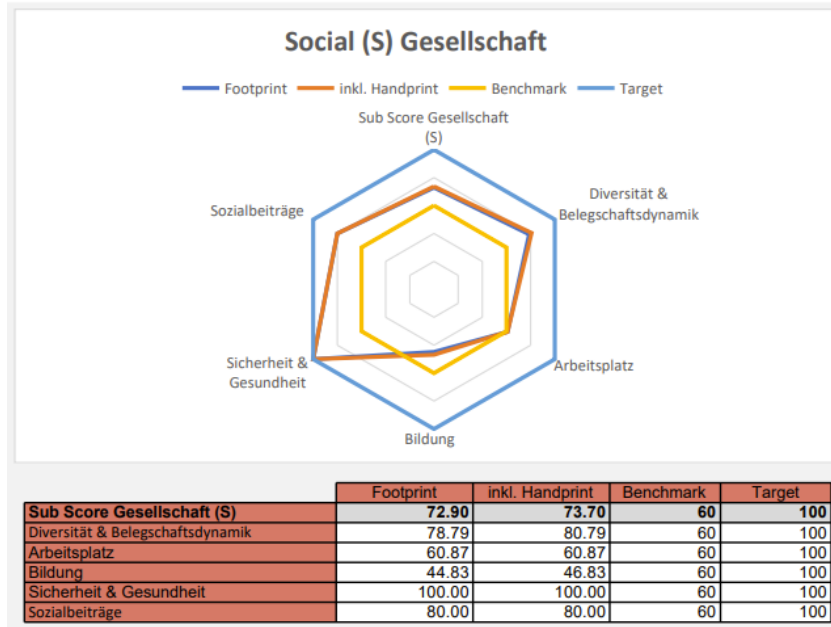 Social (S) Gesellschaft
Footprint inkl. Handprint Benchmark Target
Sub Score Gesellschaft
(S)
Diversität &
Belegschaftsdynamik
Arbeitsplatz
Bildung
Sicherheit &
Gesundheit
Sozialbeiträge
Footprint inkl. Handprint Benchmark Target
Sub Score Gesellschaft (S) 72.90 73.70 60 100
Diversität & Belegschaftsdynamik 78.79 80.79 60 100
Arbeitsplatz 60.87 60.87 60 100
Bildung 44.83 46.83 60 100
Sicherheit & Gesundheit 100.00 100.00 60 100
Sozialbeiträge 80.00 80.00 60 100